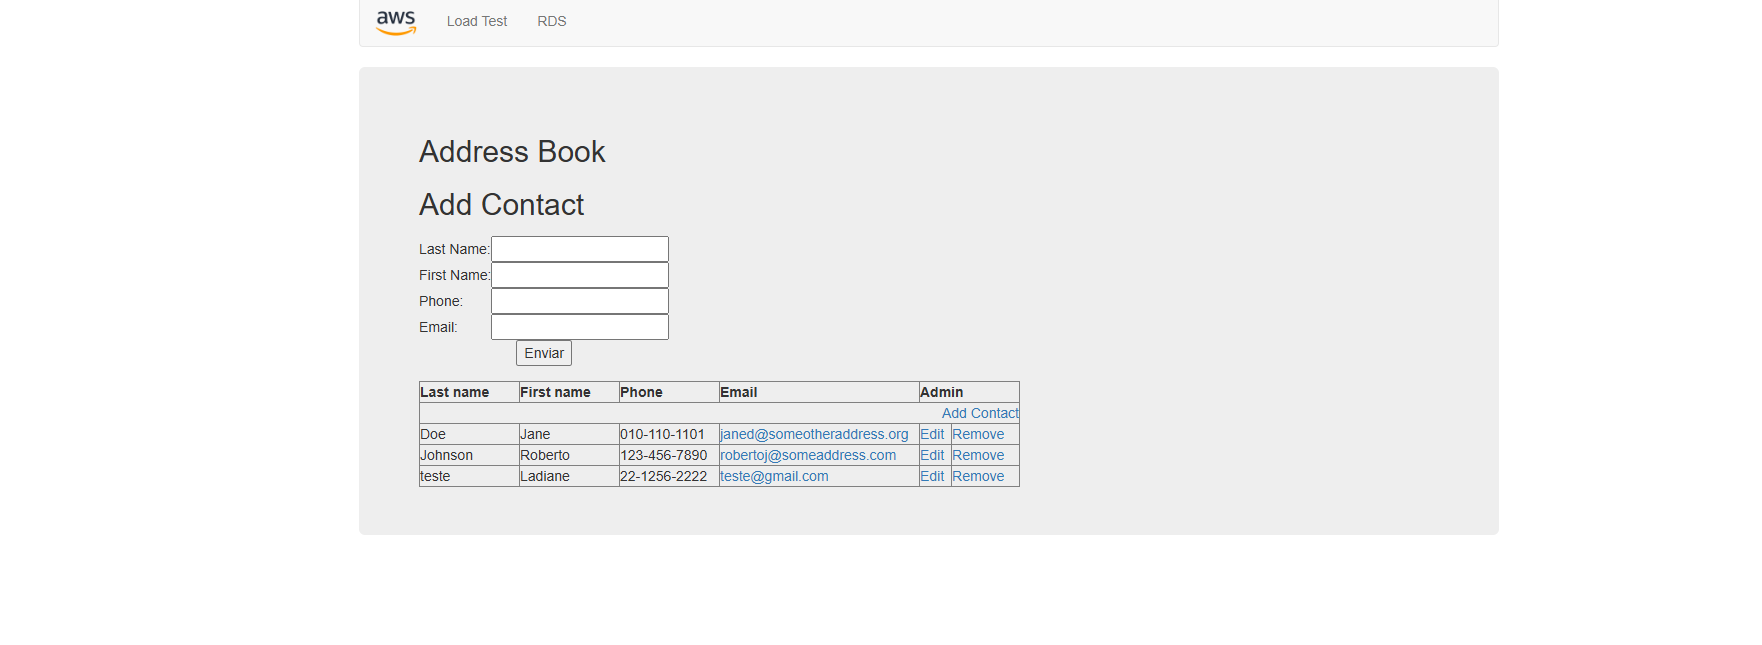 aws Load Test RDS
Address Book
Add Contact
Last Name:
First Name:
Phone:
Email:
Enviar
Last name First name Phone Email Admin
Add Contact
Doe Jane 010-110-1101 janed@someotheraddress.org Edit Remove
Johnson Roberto 123-456-7890 robertoj@someaddress.com Edit Remove
teste Ladiane 22-1256-2222 teste@gmail.com Edit Remove